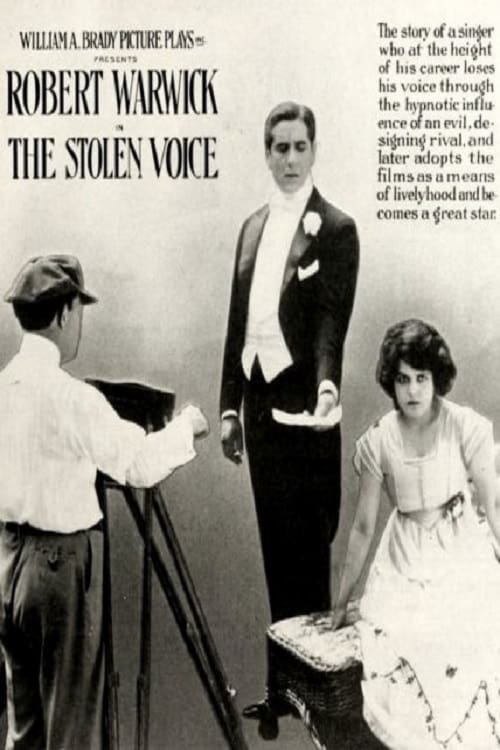 WILLIAM A. BRADY PICTURE PLAYS INC
PRESENTS
ROBERT WARWICK
IN
THE STOLEN VOICE
The story of a singer
who at the height
of his career loses
his voice through
the hypnotic influ-
ence of an evil, de-
signing rival, and
later adopts the
films as a means
of livelyhood and be-
comes a great star.